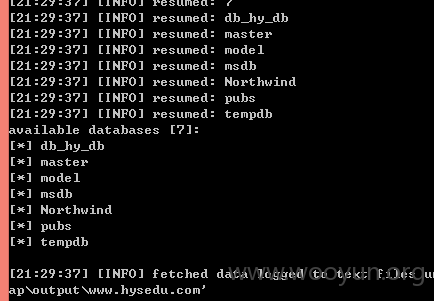 [21:29:37] [INFO] resumed: 7
[21:29:37] [INFO] resumed: db_hy_db
[21:29:37] [INFO] resumed: master
[21:29:37] [INFO] resumed: model
[21:29:37] [INFO] resumed: msdb
[21:29:37] [INFO] resumed: Northwind
[21:29:37] [INFO] resumed: pubs
[21:29:37] [INFO] resumed: tempdb
available databases [7]:
[*] db_hy_db
[*] master
[*] model
[*] msdb
[*] Northwind
[*] pubs
[*] tempdb
[21:29:37] [INFO] fetched data logged to text files un
ap\output\www.hysedu.com'
www.wooyun.org